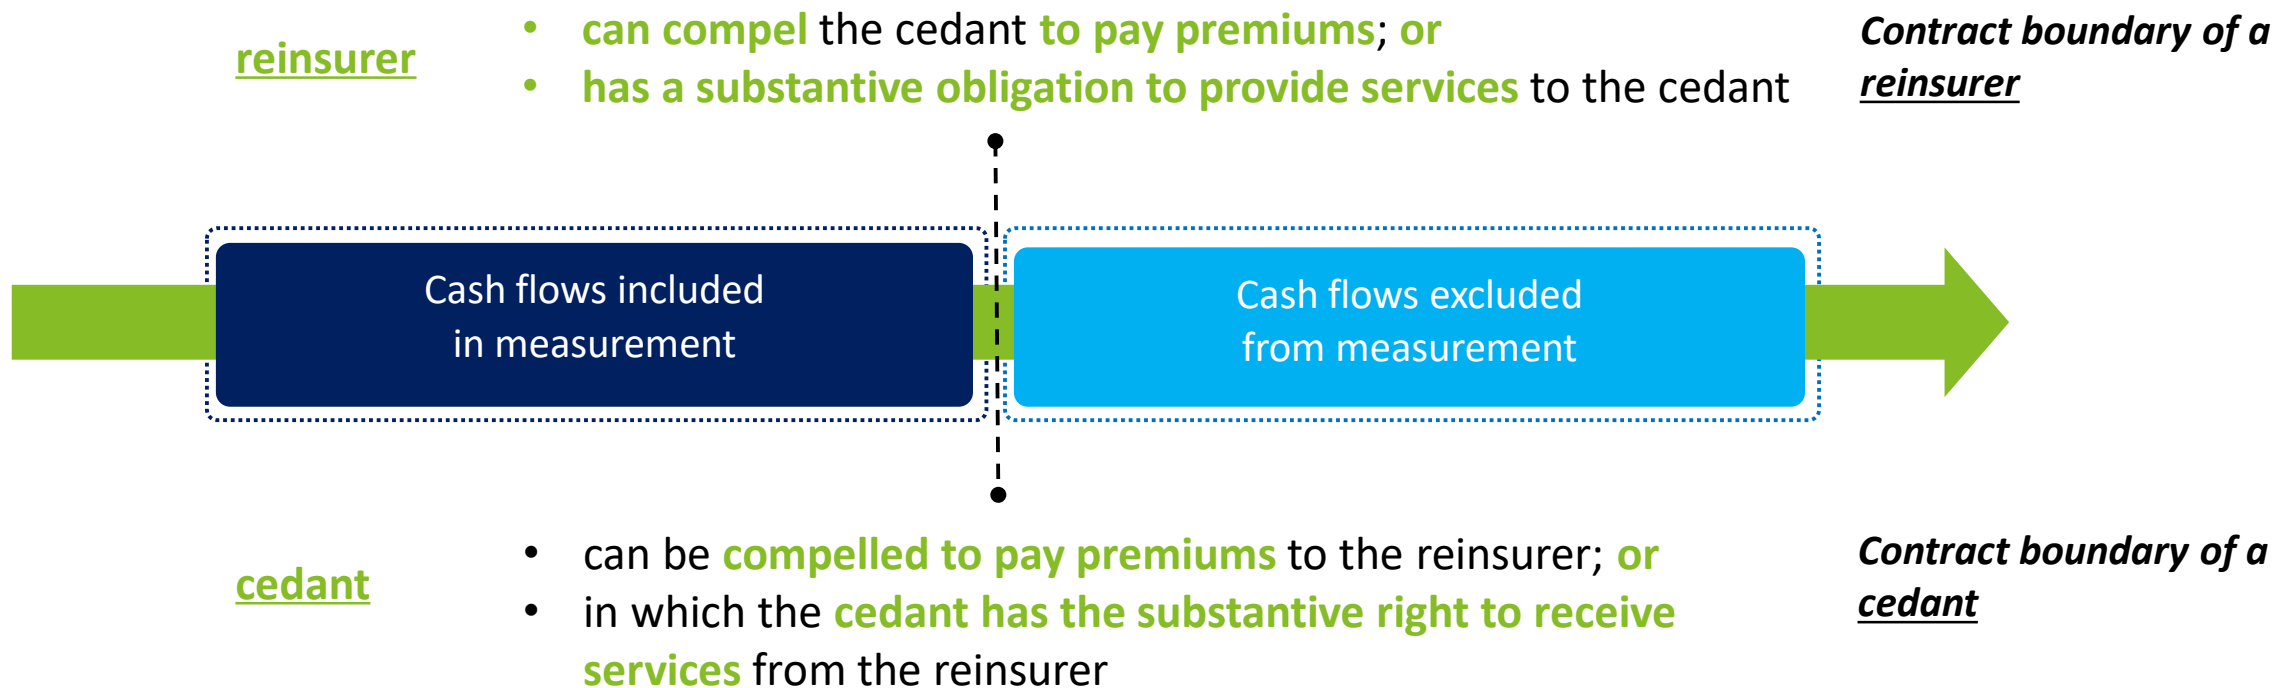 reinsurer
• can compel the cedant to pay premiums; or
• has a substantive obligation to provide services to the cedant
Contract boundary of a
reinsurer
Cash flows included
in measurement
Cash flows excluded
from measurement
cedant
• can be compelled to pay premiums to the reinsurer; or
• in which the cedant has the substantive right to receive
services from the reinsurer
Contract boundary of a
cedant